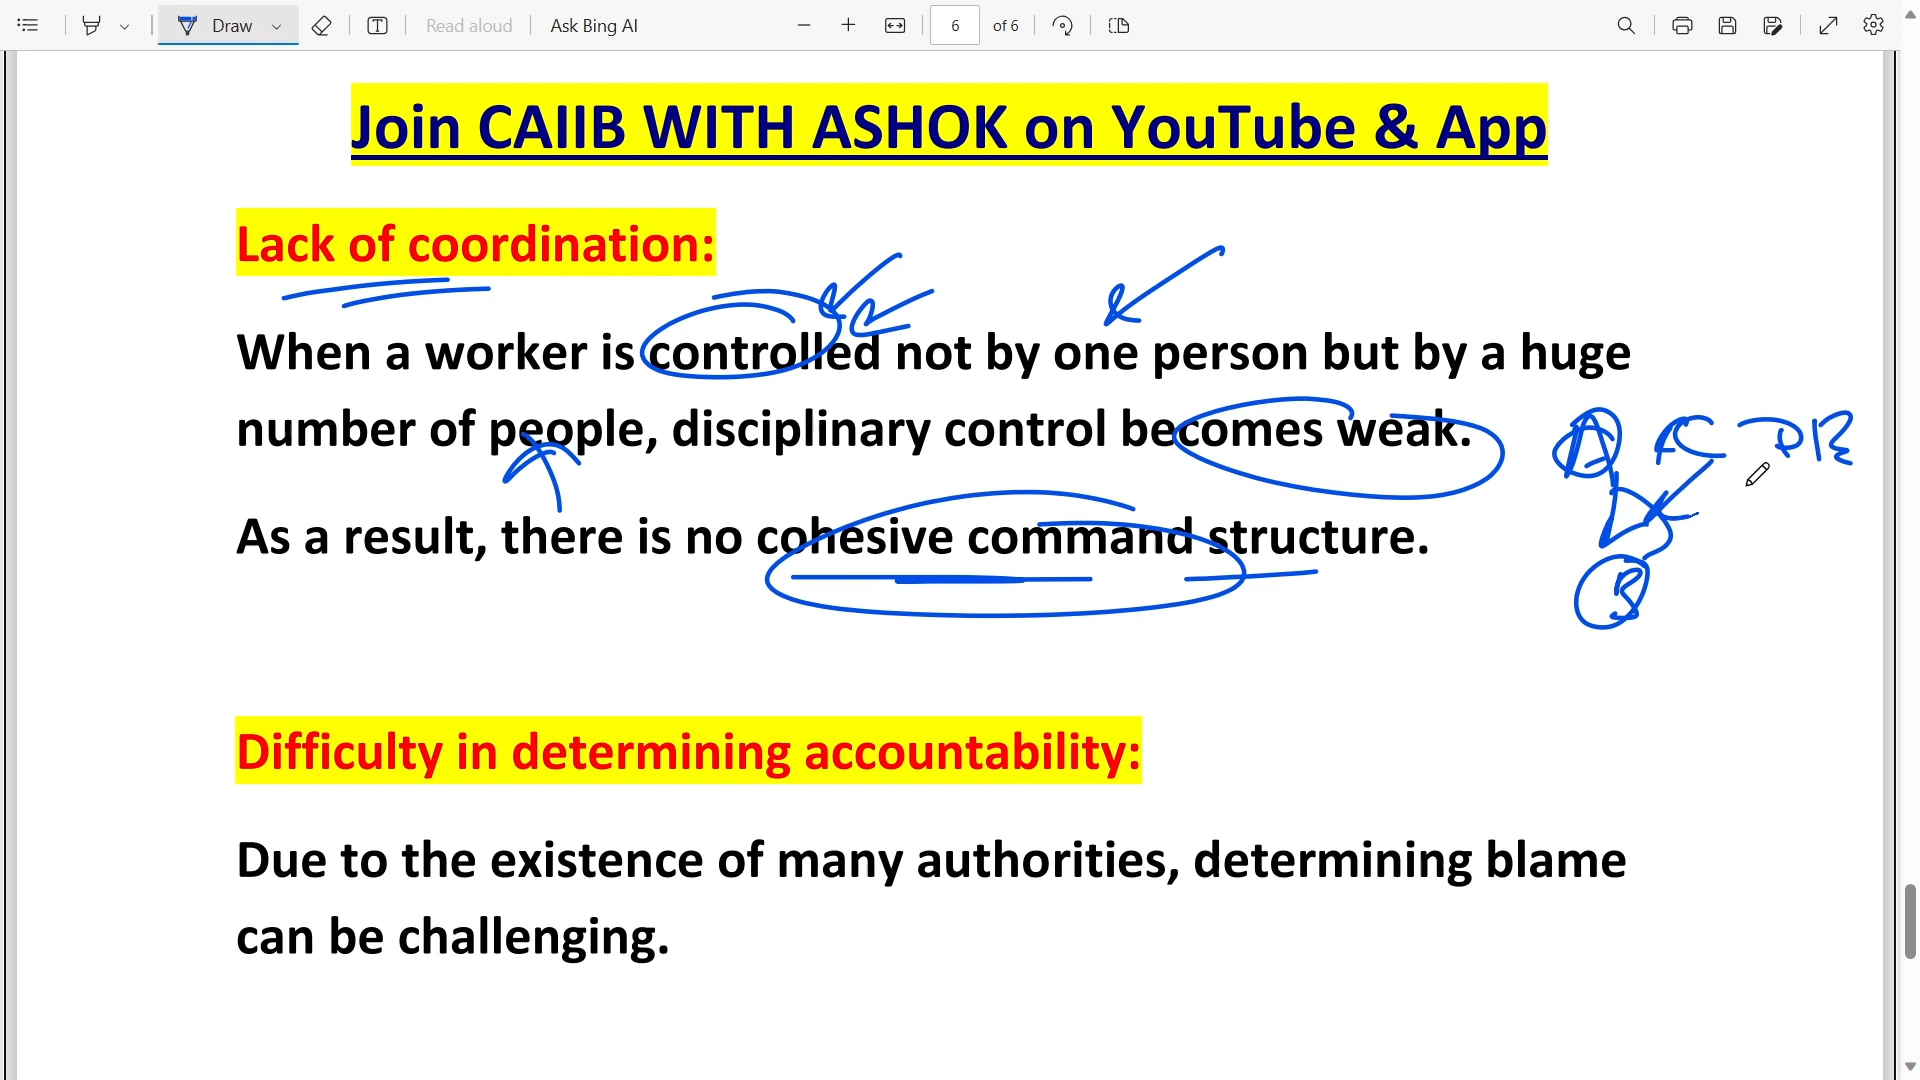 Draw
Read aloud
Ask Bing AI
6
of 6
Join CAIIB WITH ASHOK on YouTube & App
Lack of coordination:
When a worker is controlled not by one person but by a huge
number of people, disciplinary control becomes weak.
A C D
As a result, there is no cohesive command structure.
B
Difficulty in determining accountability:
Due to the existence of many authorities, determining blame
can be challenging.